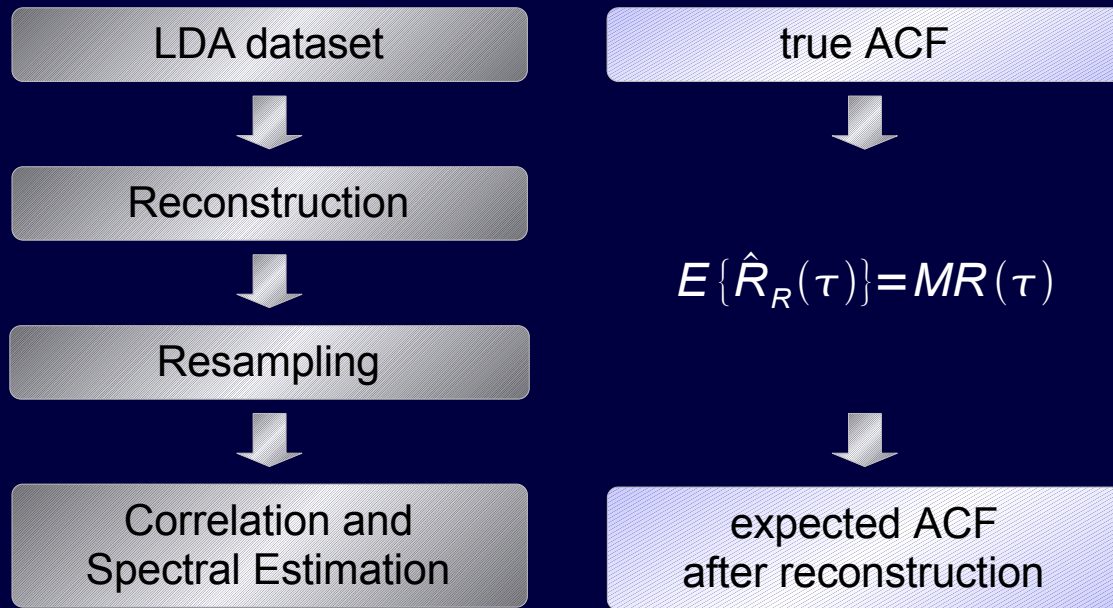 LDA dataset
Reconstruction
Resampling
Correlation and
Spectral Estimation
true ACF
E{R̂_R(τ)}=MR(τ)
expected ACF
after reconstruction